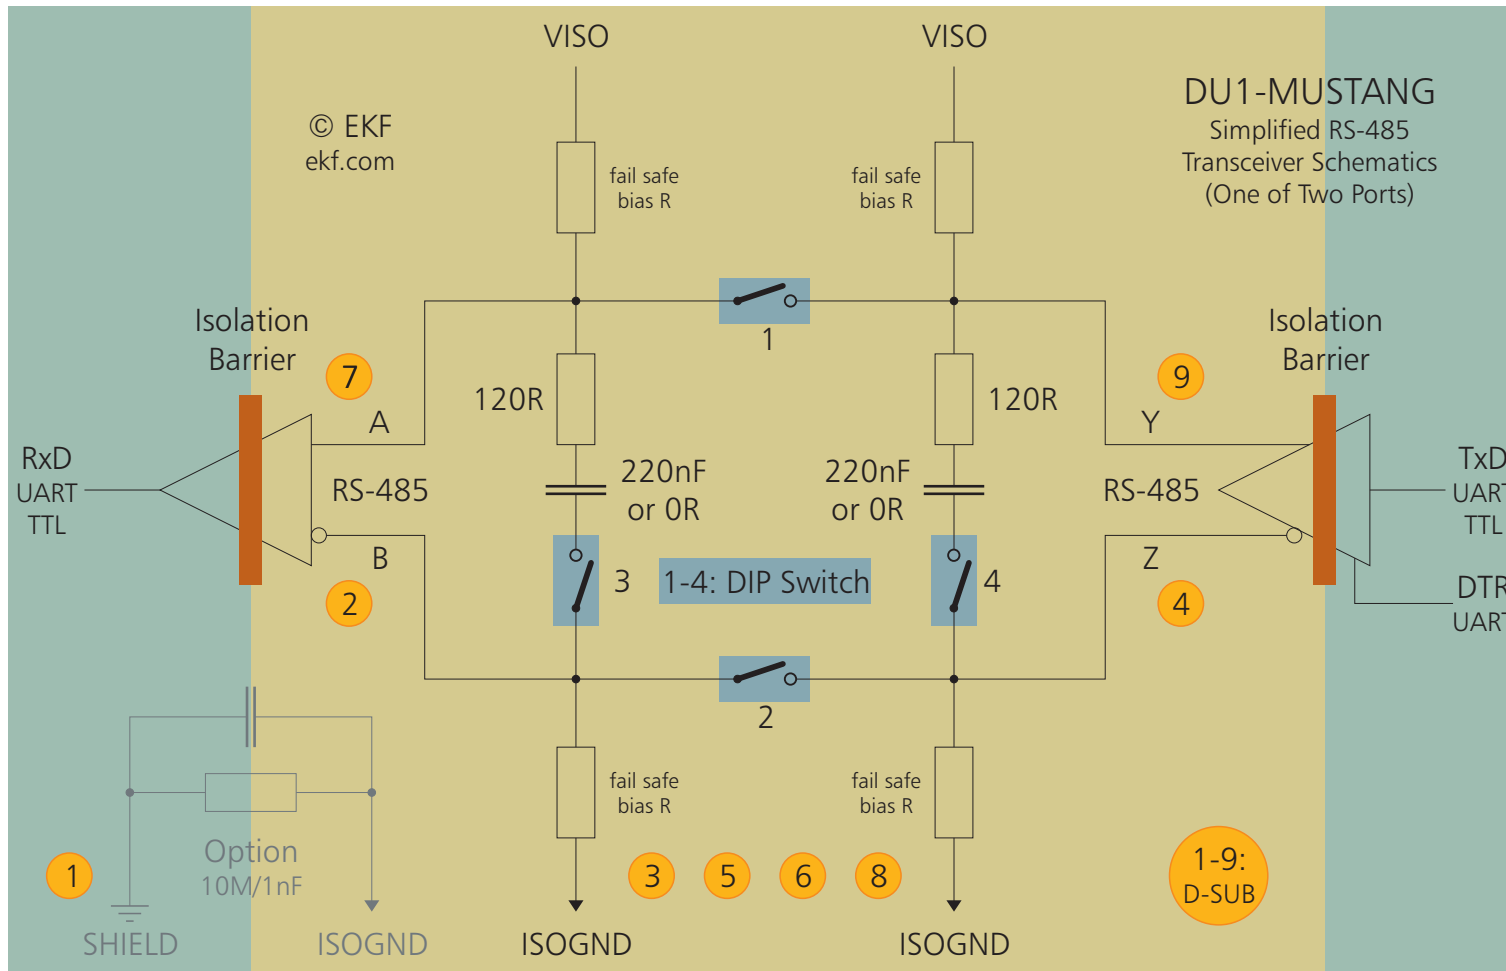 VISO
VISO
DU1-MUSTANG
Simplified RS-485
Transceiver Schematics
(One of Two Ports)
© EKF
ekf.com
fail safe
bias R
fail safe
bias R
1
Isolation
Barrier
Isolation
Barrier
7
9
120R
120R
A
Y
RxD
UART
TTL
RS-485
220nF
or 0R
220nF
or 0R
RS-485
TxD
UART
TTL
B
Z
3
1-4: DIP Switch
4
DTR
UART
2
4
2
fail safe
bias R
fail safe
bias R
Option
10M/1nF
1
3
5
6
8
1-9:
D-SUB
SHIELD
ISOGND
ISOGND
ISOGND